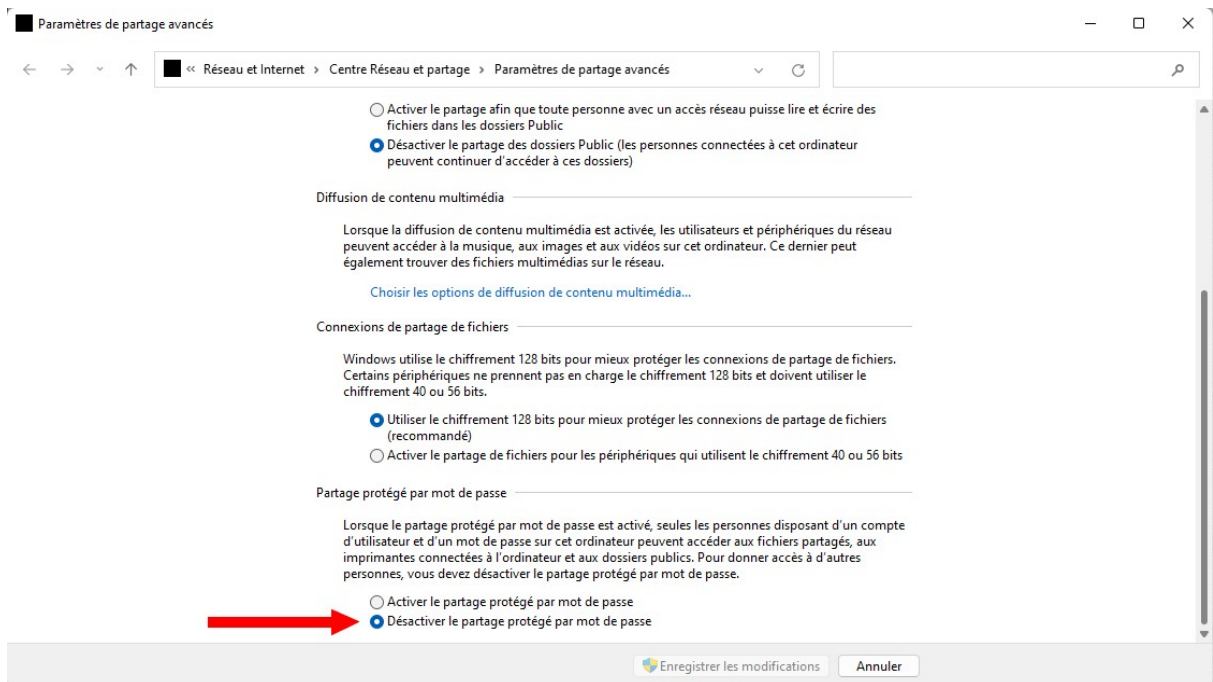 Paramètres de partage avancés
« Réseau et Internet › Centre Réseau et partage › Paramètres de partage avancés
Activer le partage afin que toute personne avec un accès réseau puisse lire et écrire des
fichiers dans les dossiers Public
Désactiver le partage des dossiers Public (les personnes connectées à cet ordinateur
peuvent continuer d'accéder à ces dossiers)
Diffusion de contenu multimédia
Lorsque la diffusion de contenu multimédia est activée, les utilisateurs et périphériques du réseau
peuvent accéder à la musique, aux images et aux vidéos sur cet ordinateur. Ce dernier peut
également trouver des fichiers multimédias sur le réseau.
Choisir les options de diffusion de contenu multimédia...
Connexions de partage de fichiers
Windows utilise le chiffrement 128 bits pour mieux protéger les connexions de partage de fichiers.
Certains périphériques ne prennent pas en charge le chiffrement 128 bits et doivent utiliser le
chiffrement 40 ou 56 bits.
Utiliser le chiffrement 128 bits pour mieux protéger les connexions de partage de fichiers
(recommandé)
Activer le partage de fichiers pour les périphériques qui utilisent le chiffrement 40 ou 56 bits
Partage protégé par mot de passe
Lorsque le partage protégé par mot de passe est activé, seules les personnes disposant d'un compte
d'utilisateur et d'un mot de passe sur cet ordinateur peuvent accéder aux fichiers partagés, aux
imprimantes connectées à l'ordinateur et aux dossiers publics. Pour donner accès à d'autres
personnes, vous devez désactiver le partage protégé par mot de passe.
Activer le partage protégé par mot de passe
Désactiver le partage protégé par mot de passe
Enregistrer les modifications Annuler